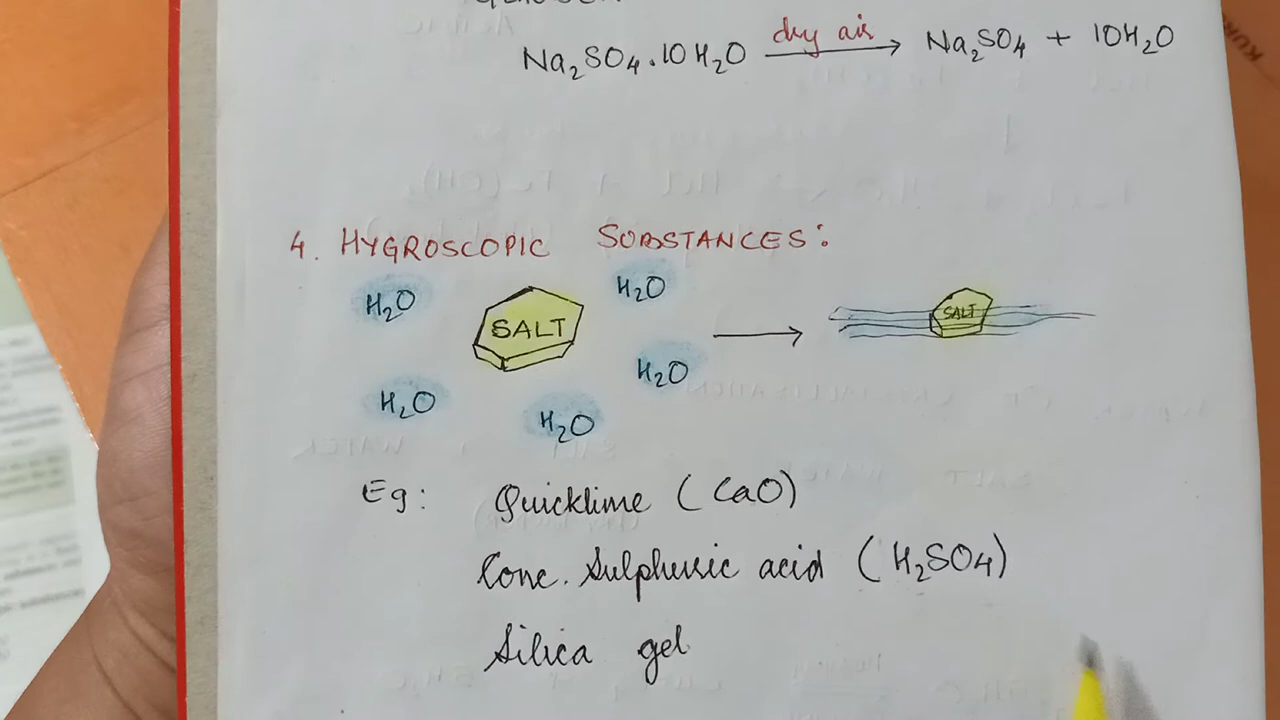 dry air
Na₂SO₄.10H₂O → Na₂SO₄ + 10H₂O
4. HYGROSCOPIC SUBSTANCES:
H₂O
H₂O
SALT
SALT
H₂O
H₂O
H₂O
Eg: Quicklime (CaO)
Conc. Sulphuric acid (H₂SO₄)
Silica gel